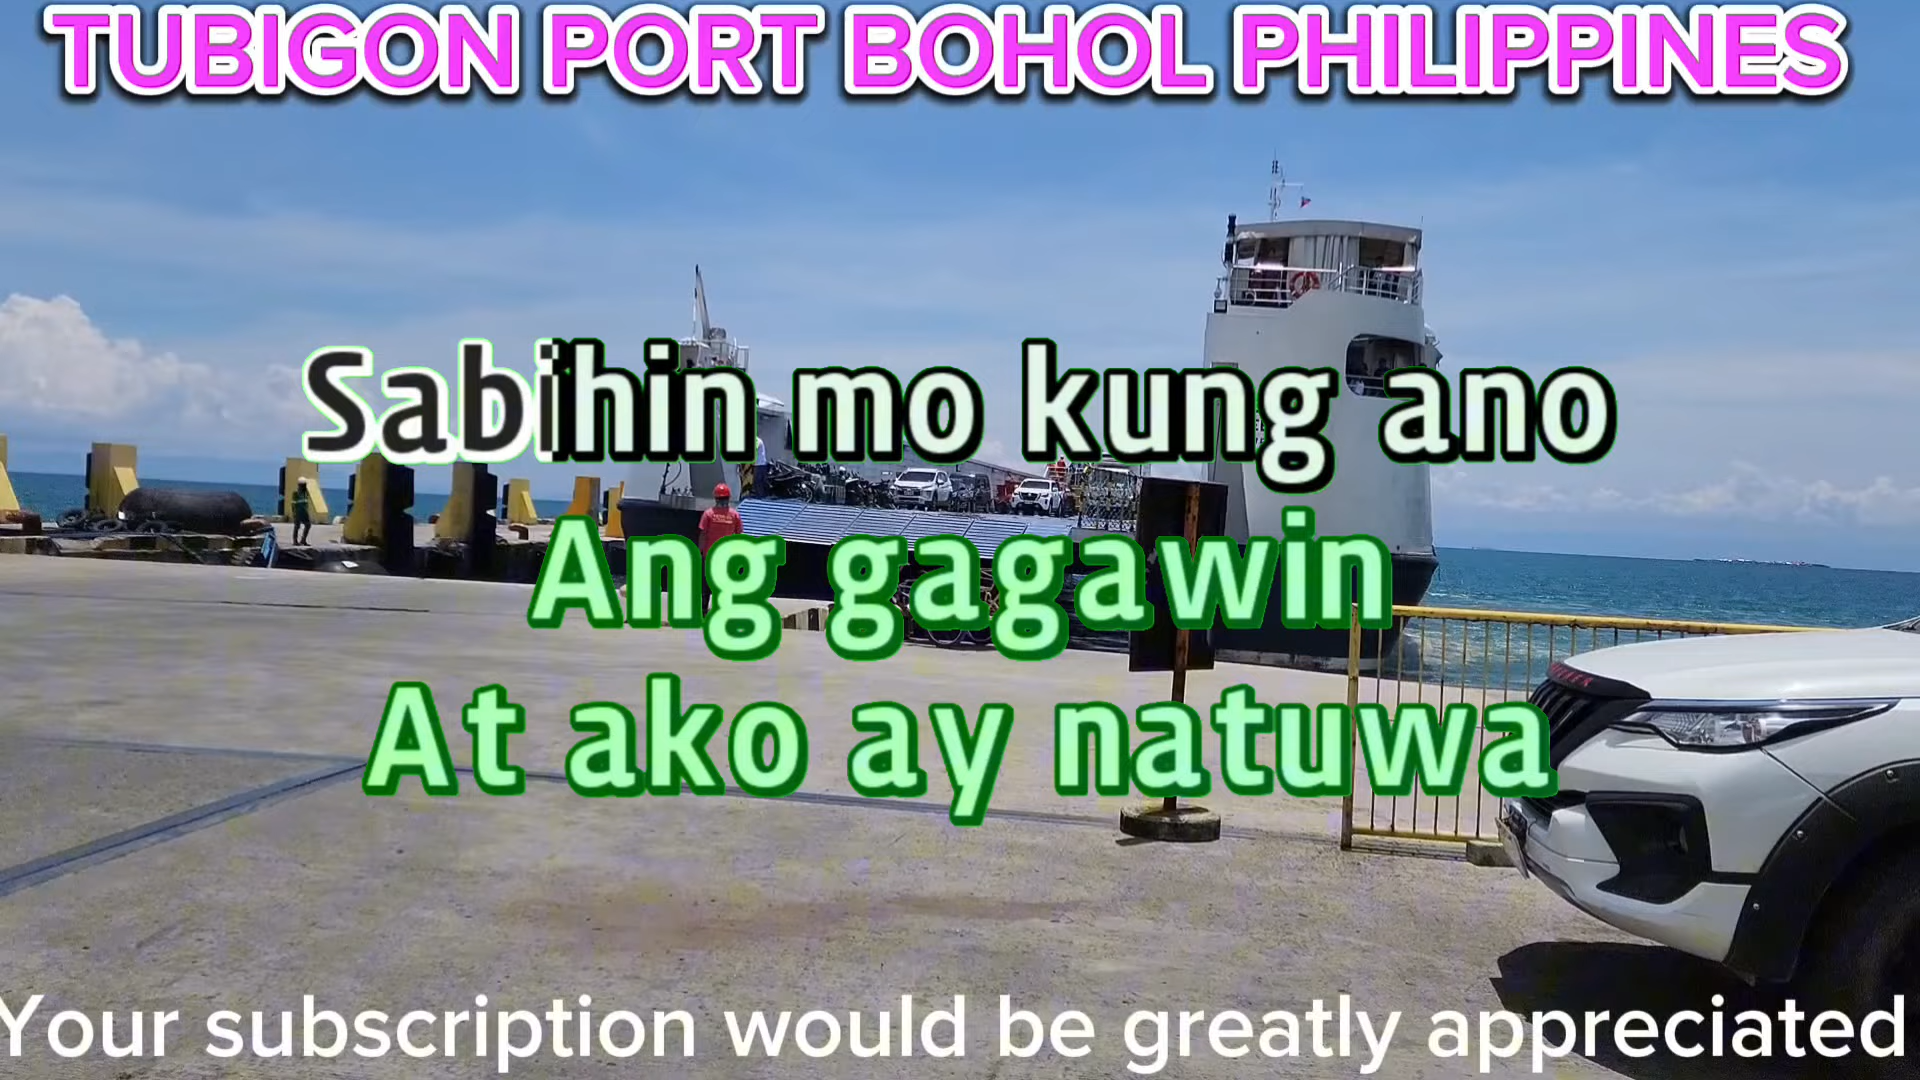 TUBIGON PORT BOHOL PHILIPPINES
Sabihin mo kung ano
Ang gagawin
At ako ay natuwa
Your subscription would be greatly appreciated